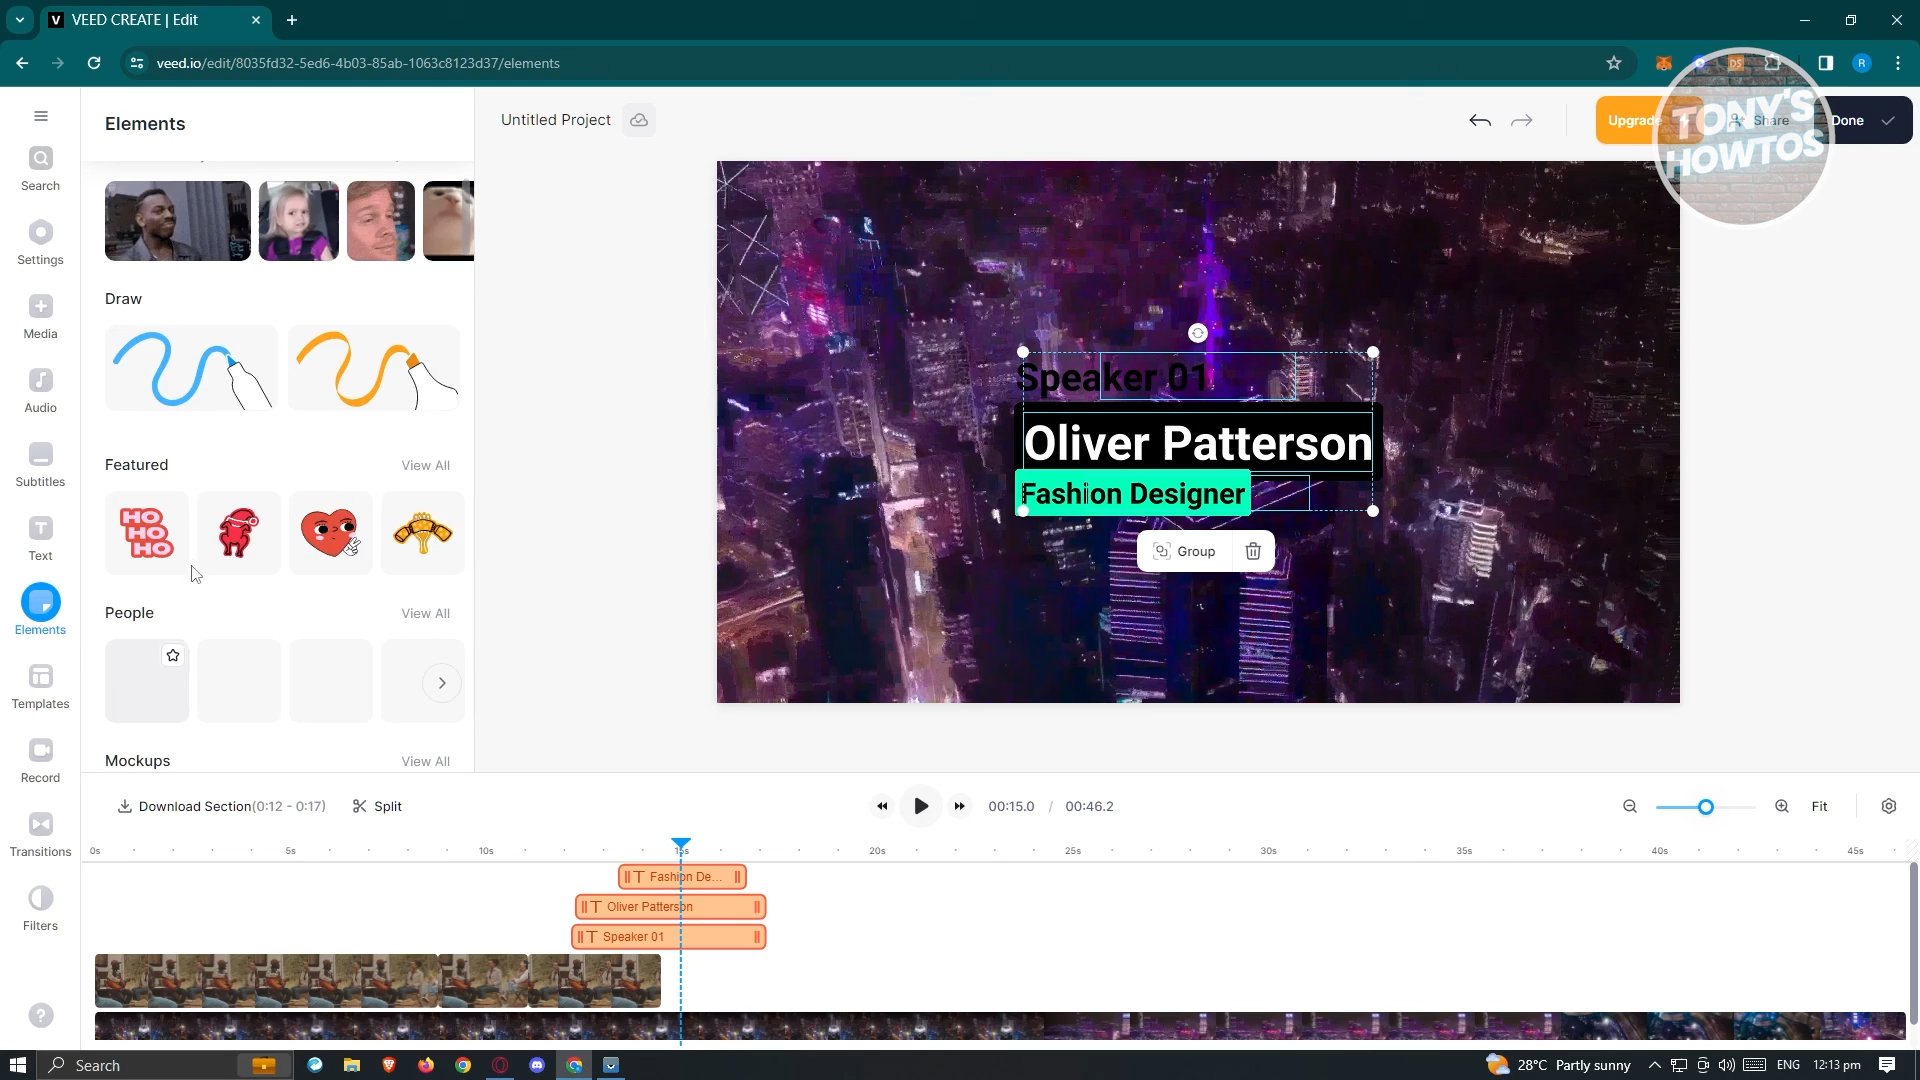 VEED CREATE | Edit
veed.io/edit/8035fd32-5ed6-4b03-85ab-1063c8123d37/elements
DS
R
Elements
Untitled Project
Upgrade
Share
Done
TONY'S
HOWTOS
Search
Settings
Media
Audio
Subtitles
Text
Elements
Templates
Record
Transitions
Filters
Draw
Featured
View All
HO
HO
HO
People
View All
Mockups
View All
Speaker 01
Oliver Patterson
Fashion Designer
Group
Download Section(0:12 - 0:17)
Split
00:15.0 / 00:46.2
Fit
0s 5s 10s 15s 20s 25s 30s 35s 40s 45s
Fashion De...
Oliver Patterson
Speaker 01
Search
28°C Partly sunny
ENG
12:13 pm